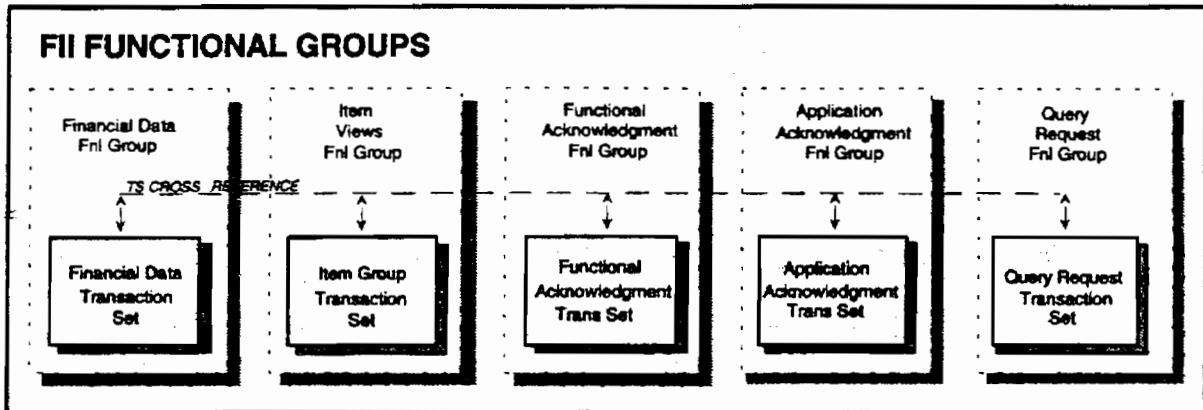 FII FUNCTIONAL GROUPS
Financial Data
Fnl Group
Item
Views
Fnl Group
Functional
Acknowledgment
Fnl Group
Application
Acknowledgment
Fnl Group
Query
Request
Fnl Group
TS CROSS REFERENCE
Financial Data
Transaction
Set
Item Group
Transaction
Set
Functional
Acknowledgment
Trans Set
Application
Acknowledgment
Trans Set
Query Request
Transaction
Set